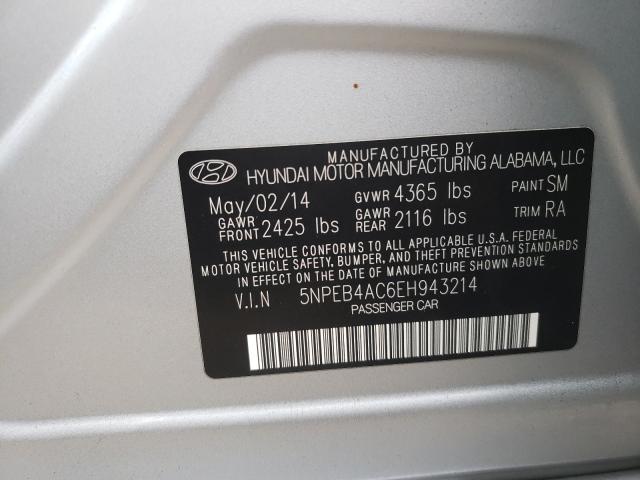 MANUFACTURED BY
HYUNDAI MOTOR MANUFACTURING ALABAMA, LLC
May/02/14 GVWR 4365 lbs PAINT SM
GAWR FRONT 2425 lbs GAWR REAR 2116 lbs TRIM RA
THIS VEHICLE CONFORMS TO ALL APPLICABLE U.S.A. FEDERAL
MOTOR VEHICLE SAFETY, BUMPER, AND THEFT PREVENTION STANDARDS
IN EFFECT ON THE DATE OF MANUFACTURE SHOWN ABOVE
V.I.N 5NPEB4AC6EH943214
PASSENGER CAR